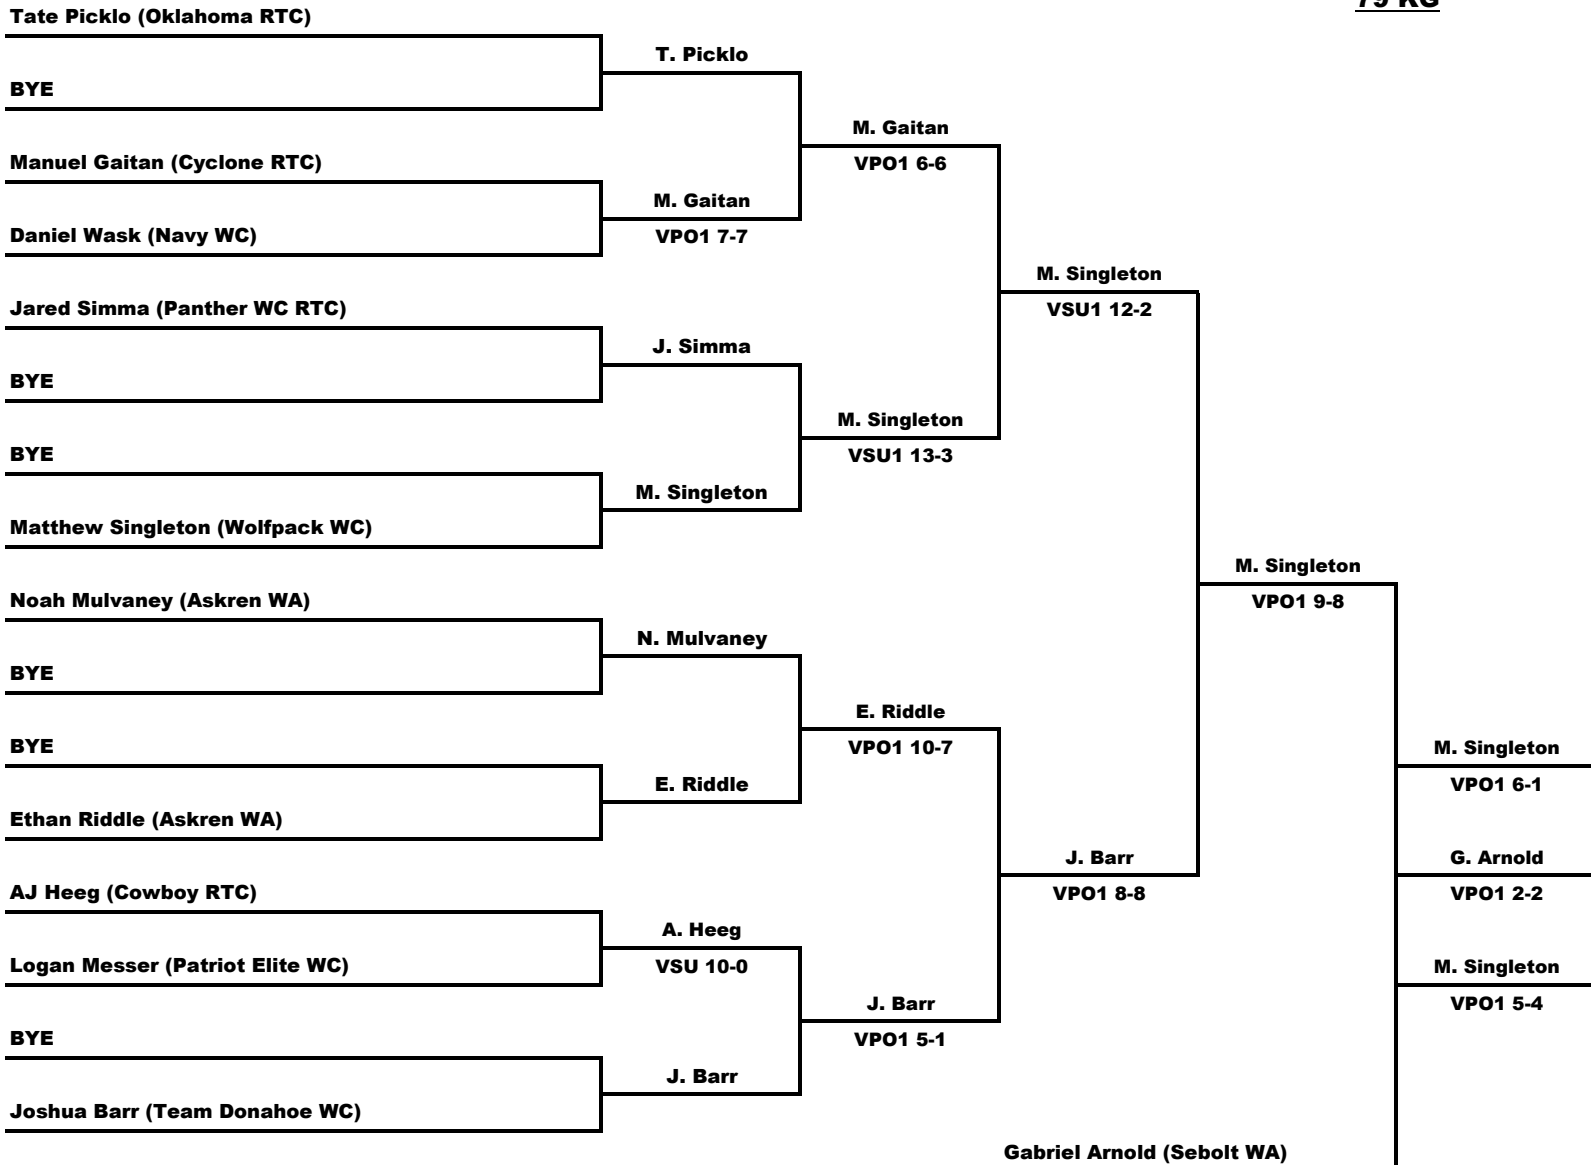 79 KG
Tate Picklo (Oklahoma RTC)
BYE
Manuel Gaitan (Cyclone RTC)
Daniel Wask (Navy WC)
Jared Simma (Panther WC RTC)
BYE
BYE
Matthew Singleton (Wolfpack WC)
Noah Mulvaney (Askren WA)
BYE
BYE
Ethan Riddle (Askren WA)
AJ Heeg (Cowboy RTC)
Logan Messer (Patriot Elite WC)
BYE
Joshua Barr (Team Donahoe WC)
T. Picklo
M. Gaitan
VPO1 7-7
J. Simma
M. Singleton
N. Mulvaney
E. Riddle
A. Heeg
VSU 10-0
J. Barr
M. Gaitan
VPO1 6-6
M. Singleton
VSU1 13-3
E. Riddle
VPO1 10-7
J. Barr
VPO1 5-1
M. Singleton
VSU1 12-2
J. Barr
VPO1 8-8
M. Singleton
VPO1 9-8
Gabriel Arnold (Sebolt WA)
M. Singleton
VPO1 6-1
G. Arnold
VPO1 2-2
M. Singleton
VPO1 5-4